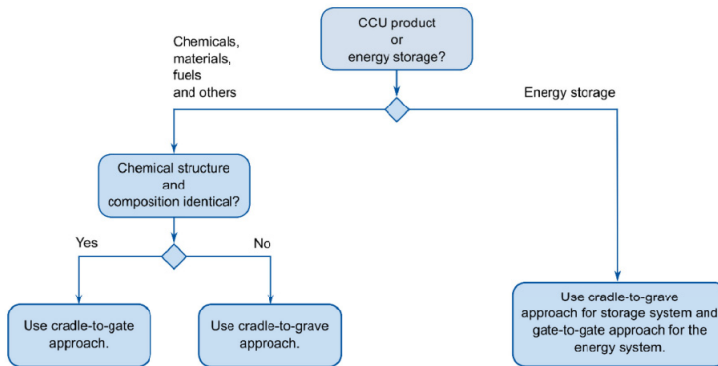 CCU product
or
energy storage?
Chemicals,
materials,
fuels
and others
Energy storage
Chemical structure
and
composition identical?
Yes
No
Use cradle-to-gate
approach.
Use cradle-to-grave
approach.
Use cradle-to-grave
approach for storage system and
gate-to-gate approach for the
energy system.